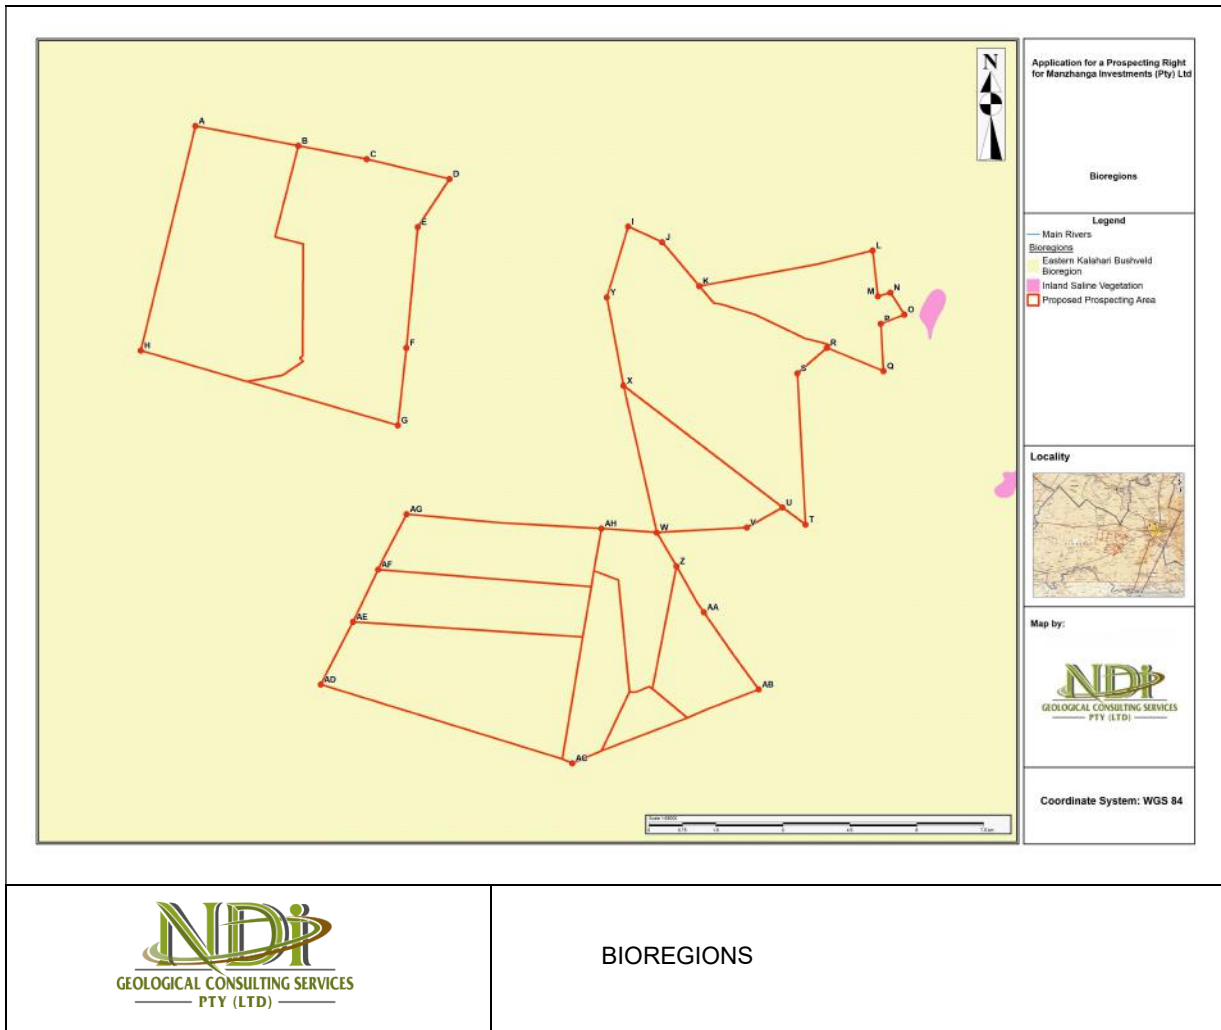 Application for a Prospecting Right
for Manzhanga Investments (Pty) Ltd
Bioregions
Legend
Main Rivers
Bioregions
Eastern Kalahari Bushveld
Bioregion
Inland Saline Vegetation
Proposed Prospecting Area
Locality
Map by:
NDi
GEOLOGICAL CONSULTING SERVICES
PTY (LTD)
Coordinate System: WGS 84
N
A
B
C
D
E
F
G
H
I
J
K
L
M
N
O
P
Q
R
S
T
U
V
W
X
Y
Z
AA
AB
AC
AD
AE
AF
AG
AH
NDi
GEOLOGICAL CONSULTING SERVICES
PTY (LTD)
BIOREGIONS